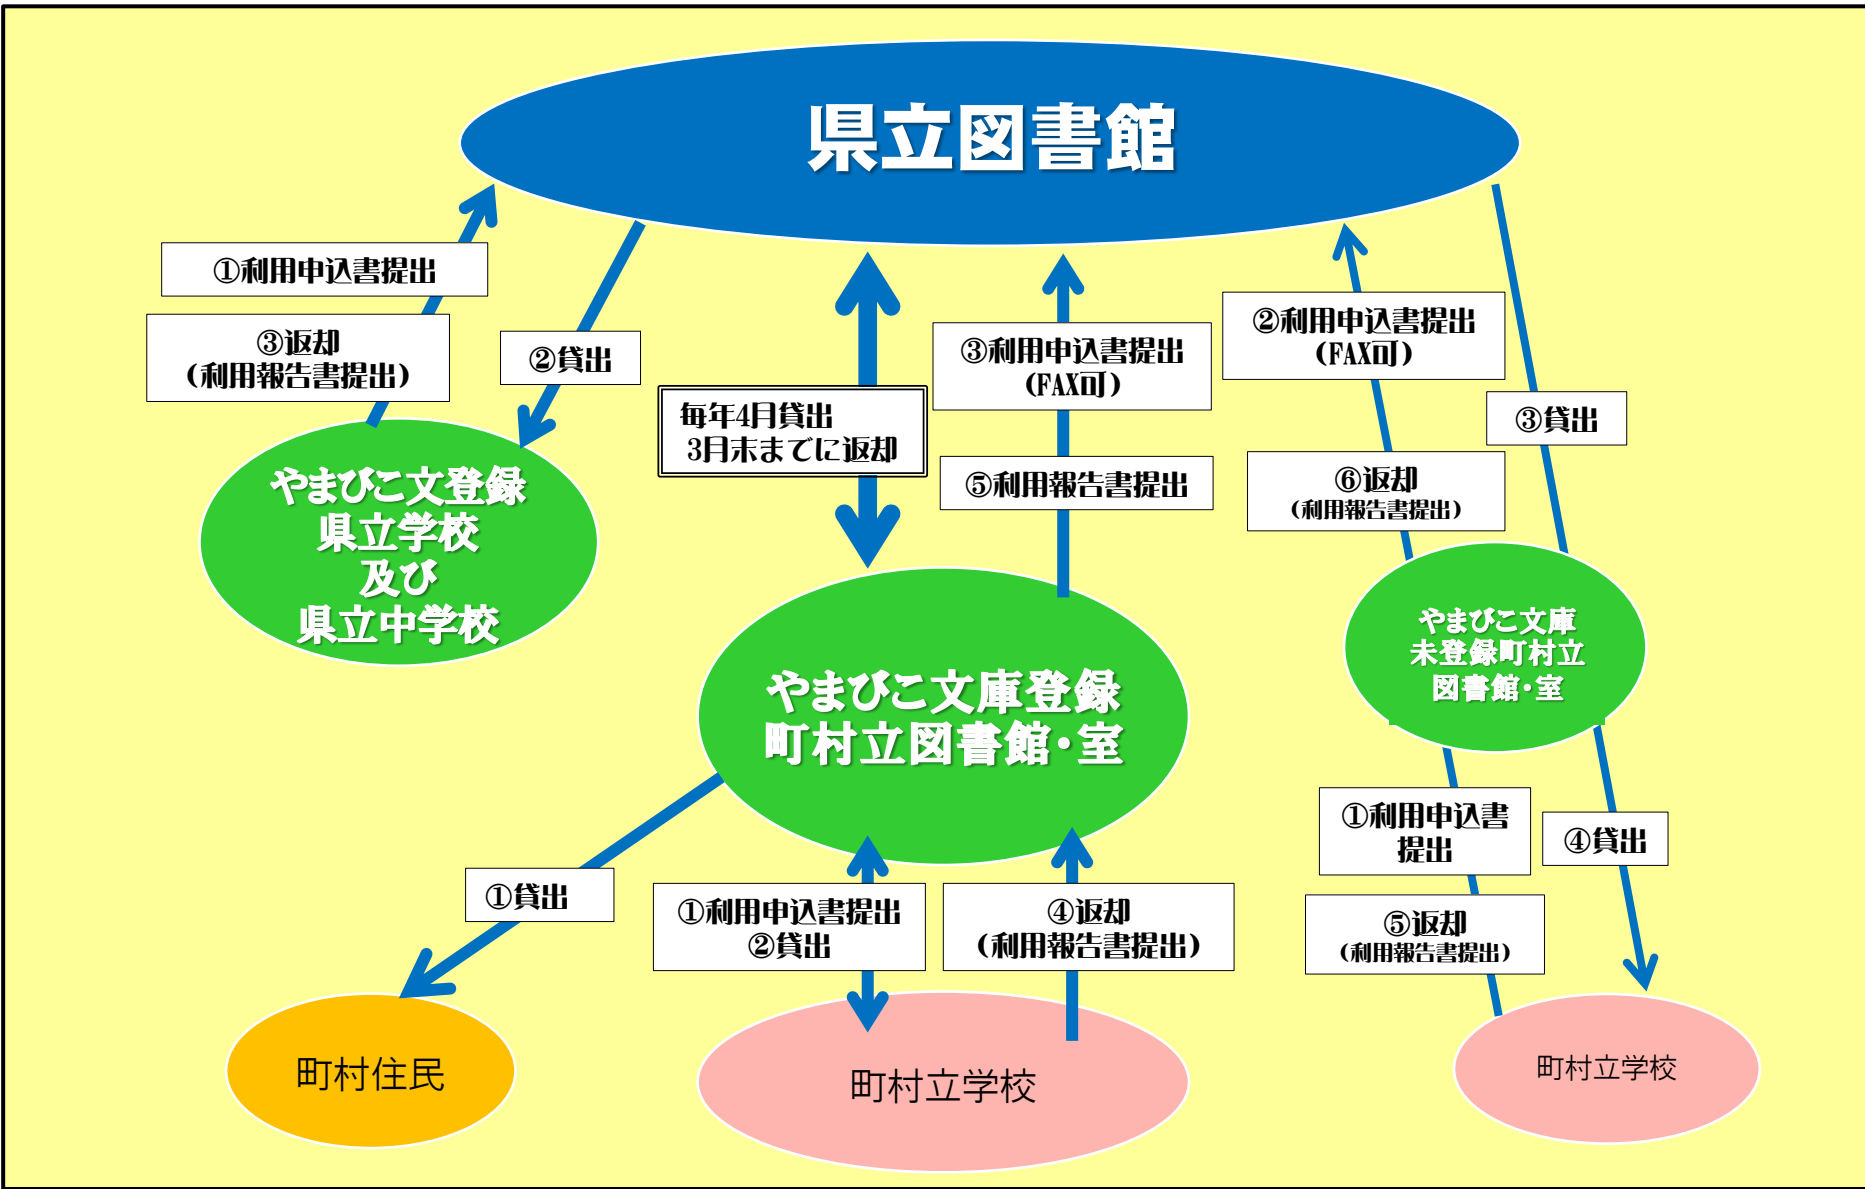 県立図書館
①利用申込書提出
③返却
(利用報告書提出)
②貸出
毎年4月貸出
3月末までに返却
③利用申込書提出
(FAX可)
⑤利用報告書提出
②利用申込書提出
(FAX可)
③貸出
⑥返却
(利用報告書提出)
やまびこ文登録
県立学校
及び
県立中学校
やまびこ文庫登録
町村立図書館・室
やまびこ文庫
未登録町村立
図書館・室
①貸出
①利用申込書提出
②貸出
④返却
(利用報告書提出)
①利用申込書
提出
④貸出
⑤返却
(利用報告書提出)
町村住民
町村立学校
町村立学校